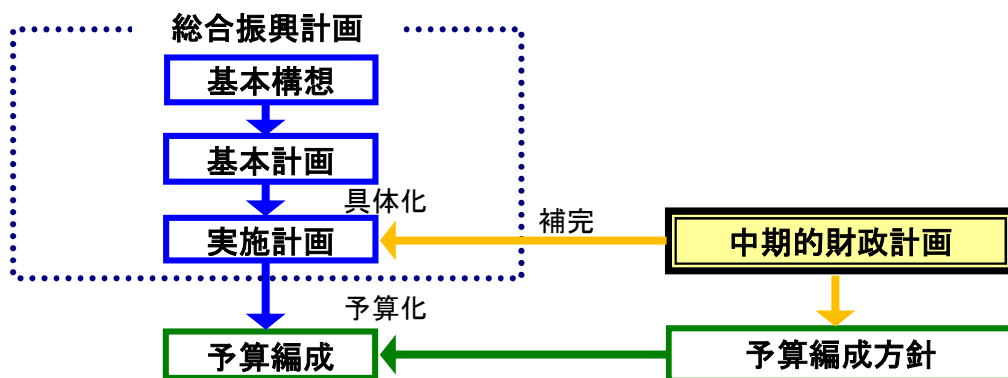 総合振興計画
基本構想
基本計画
具体化
実施計画
補完
中期的財政計画
予算化
予算編成
予算編成方針